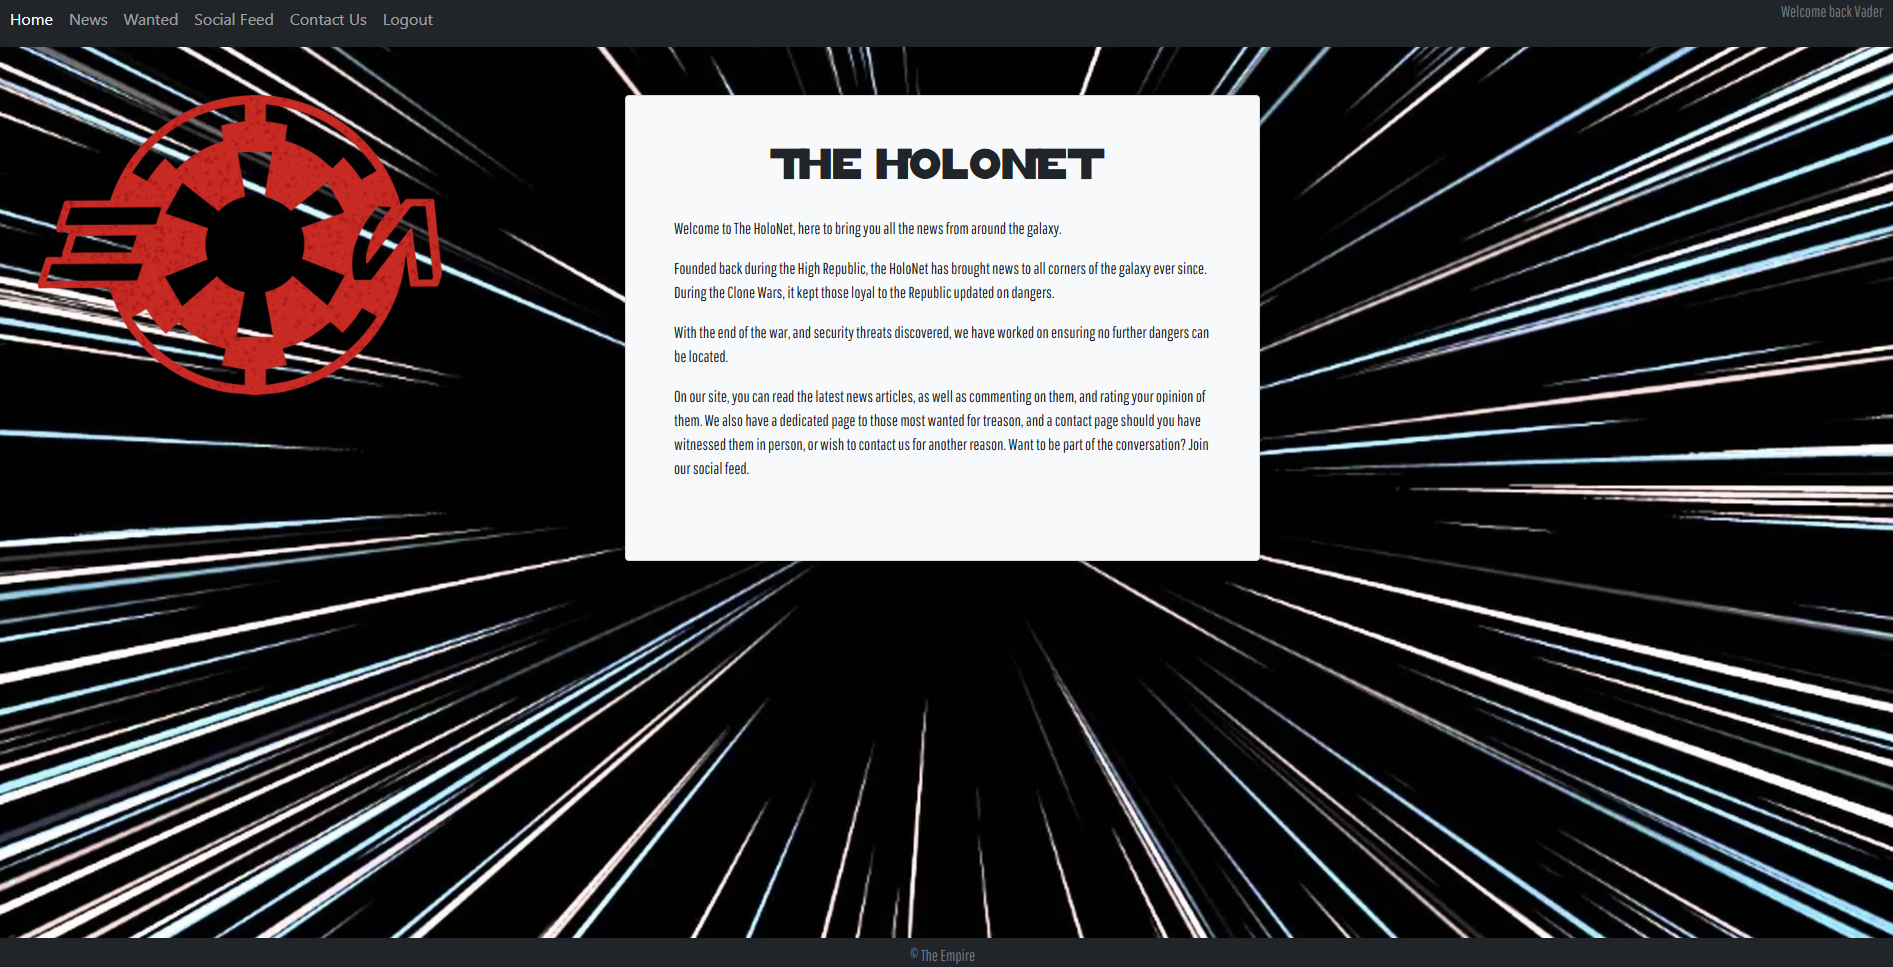 Home News Wanted Social Feed Contact Us Logout
Welcome back Vader
THE HOLONET
Welcome to The HoloNet, here to bring you all the news from around the galaxy.
Founded back during the High Republic, the HoloNet has brought news to all corners of the galaxy ever since.
During the Clone Wars, it kept those loyal to the Republic updated on dangers.
With the end of the war, and security threats discovered, we have worked on ensuring no further dangers can
be located.
On our site, you can read the latest news articles, as well as commenting on them, and rating your opinion of
them. We also have a dedicated page to those most wanted for treason, and a contact page should you have
witnessed them in person, or wish to contact us for another reason. Want to be part of the conversation? Join
our social feed.
© The Empire